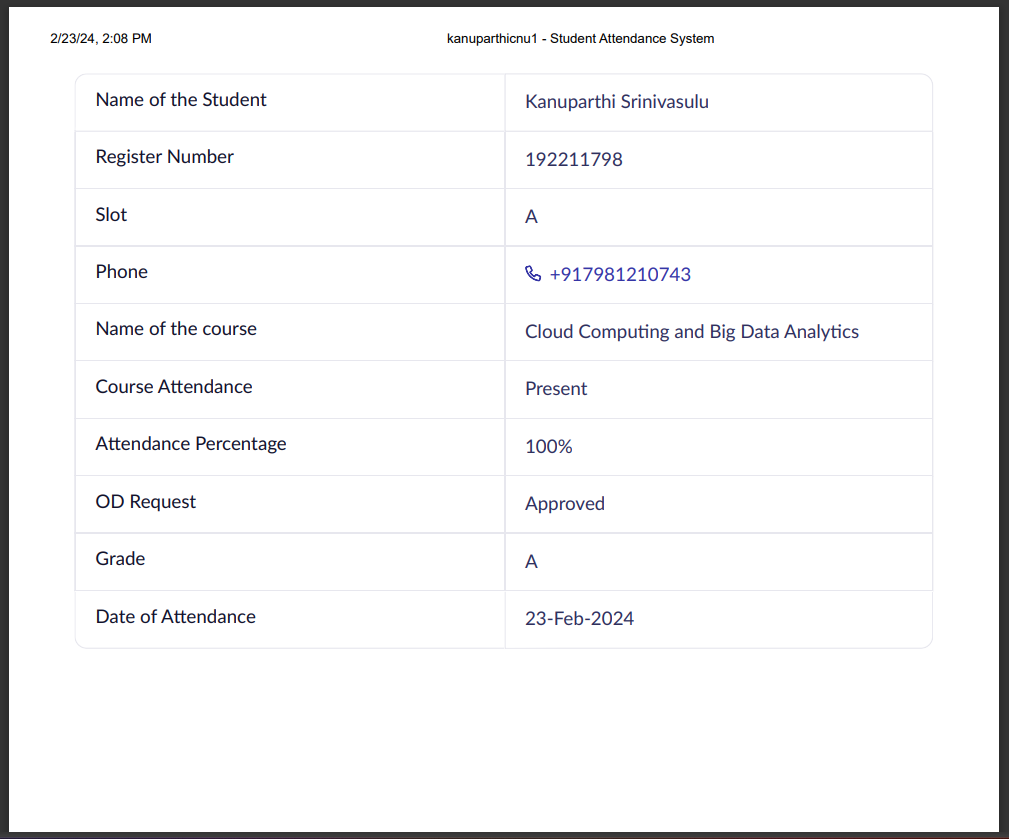 2/23/24, 2:08 PM kanuparthicnu1 - Student Attendance System
Name of the Student Kanuparthi Srinivasulu
Register Number 192211798
Slot A
Phone +917981210743
Name of the course Cloud Computing and Big Data Analytics
Course Attendance Present
Attendance Percentage 100%
OD Request Approved
Grade A
Date of Attendance 23-Feb-2024